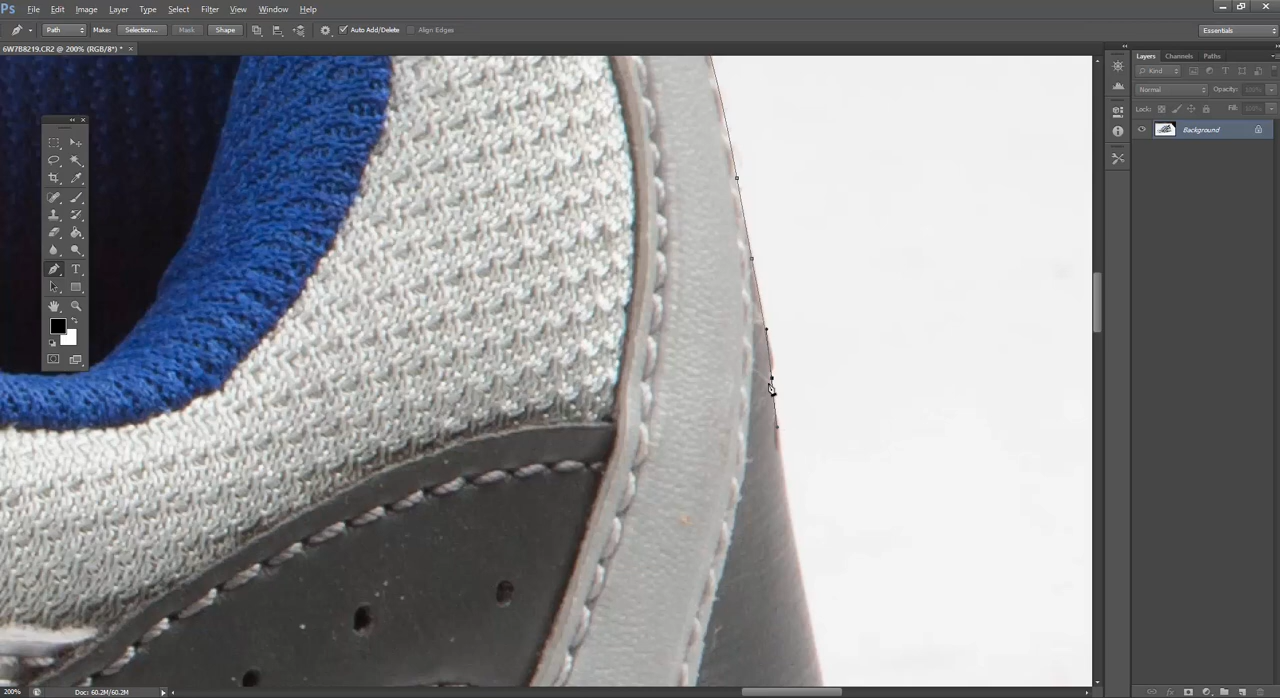 Ps File Edit Image Layer Type Select Filter View Window Help
Path Make: Selection... Mask Shape Auto Add/Delete Align Edges Essentials
6W7B8219.CR2 @ 200% (RGB/8*) *
Layers Channels Paths
Kind
Normal Opacity: 100%
Lock: Fill: 100%
Background
T
200% Doc: 60.2M/60.2M